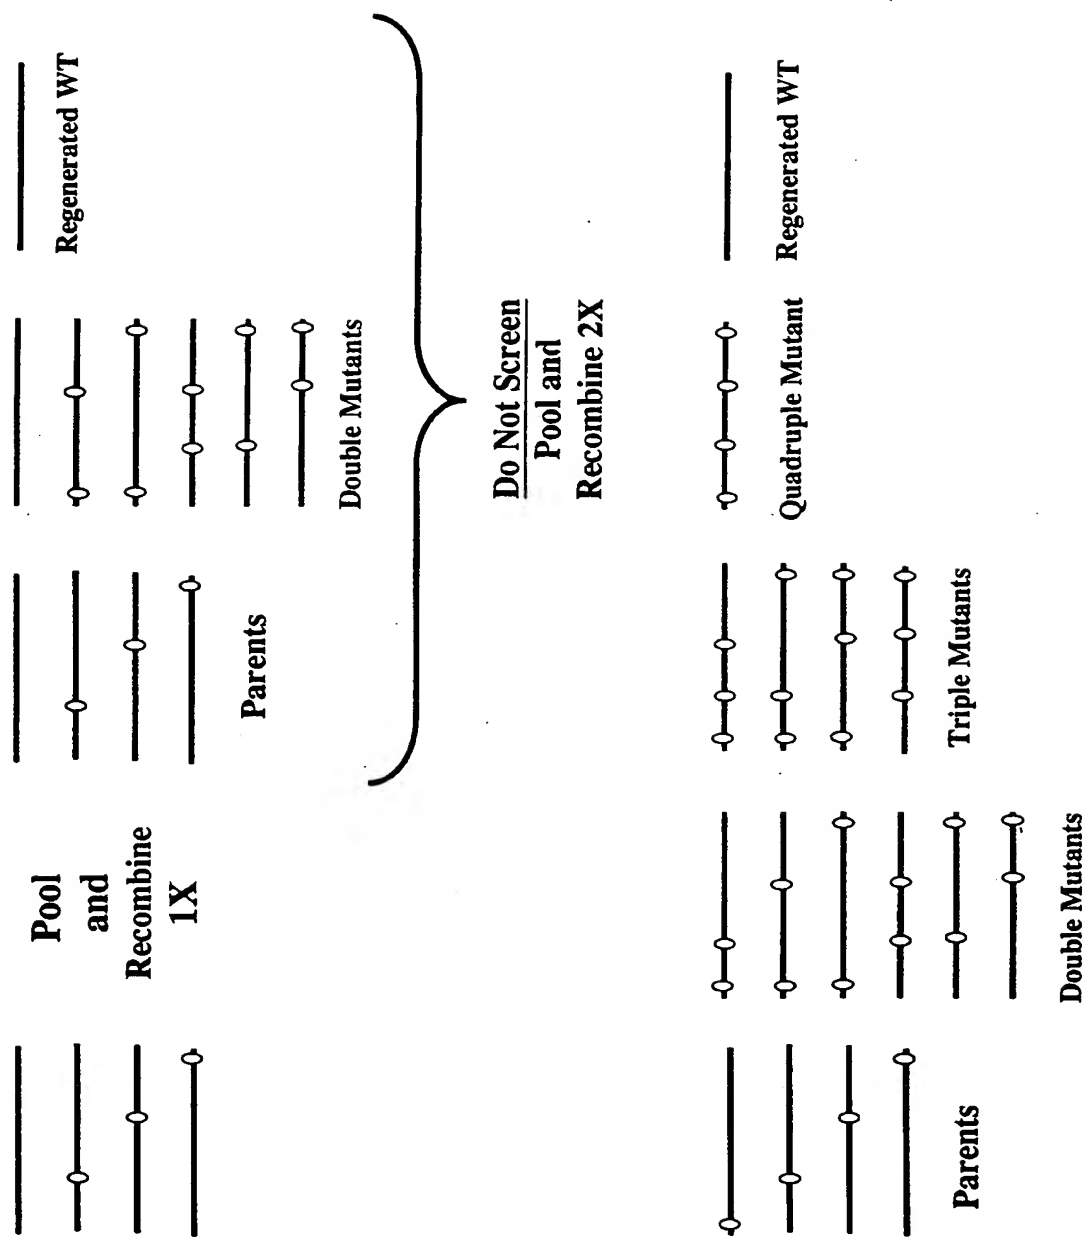 Pool
and
Recombine
1X
Parents
Double Mutants
Regenerated WT
Do Not Screen
Pool and
Recombine 2X
Parents
Double Mutants
Triple Mutants
Quadruple Mutant
Regenerated WT